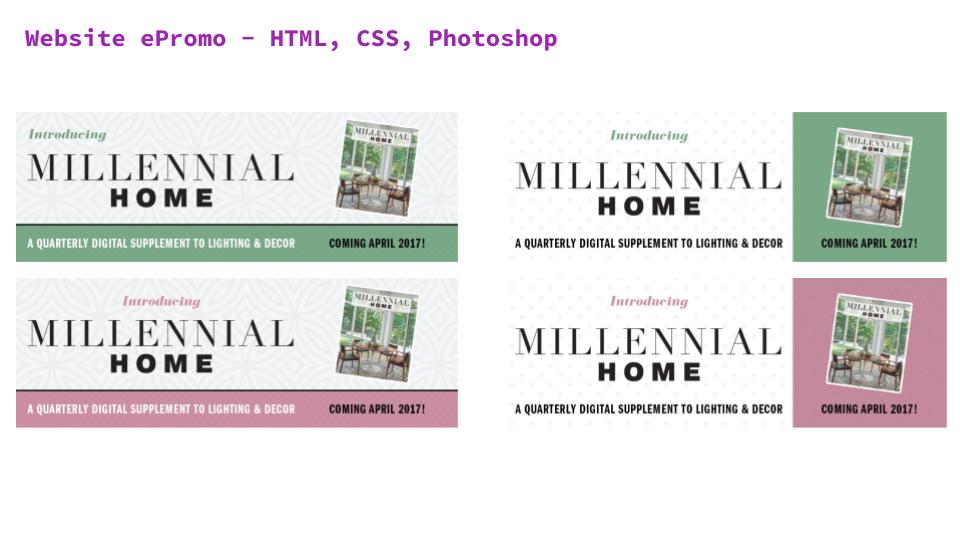 Website ePromo - HTML, CSS, Photoshop
Introducing
MILLENNIAL
HOME
A QUARTERLY DIGITAL SUPPLEMENT TO LIGHTING & DECOR
MILLENNIAL
HOME
COMING APRIL 2017!
Introducing
MILLENNIAL
HOME
A QUARTERLY DIGITAL SUPPLEMENT TO LIGHTING & DECOR
MILLENNIAL
HOME
COMING APRIL 2017!
Introducing
MILLENNIAL
HOME
A QUARTERLY DIGITAL SUPPLEMENT TO LIGHTING & DECOR
MILLENNIAL
HOME
COMING APRIL 2017!
Introducing
MILLENNIAL
HOME
A QUARTERLY DIGITAL SUPPLEMENT TO LIGHTING & DECOR
MILLENNIAL
HOME
COMING APRIL 2017!